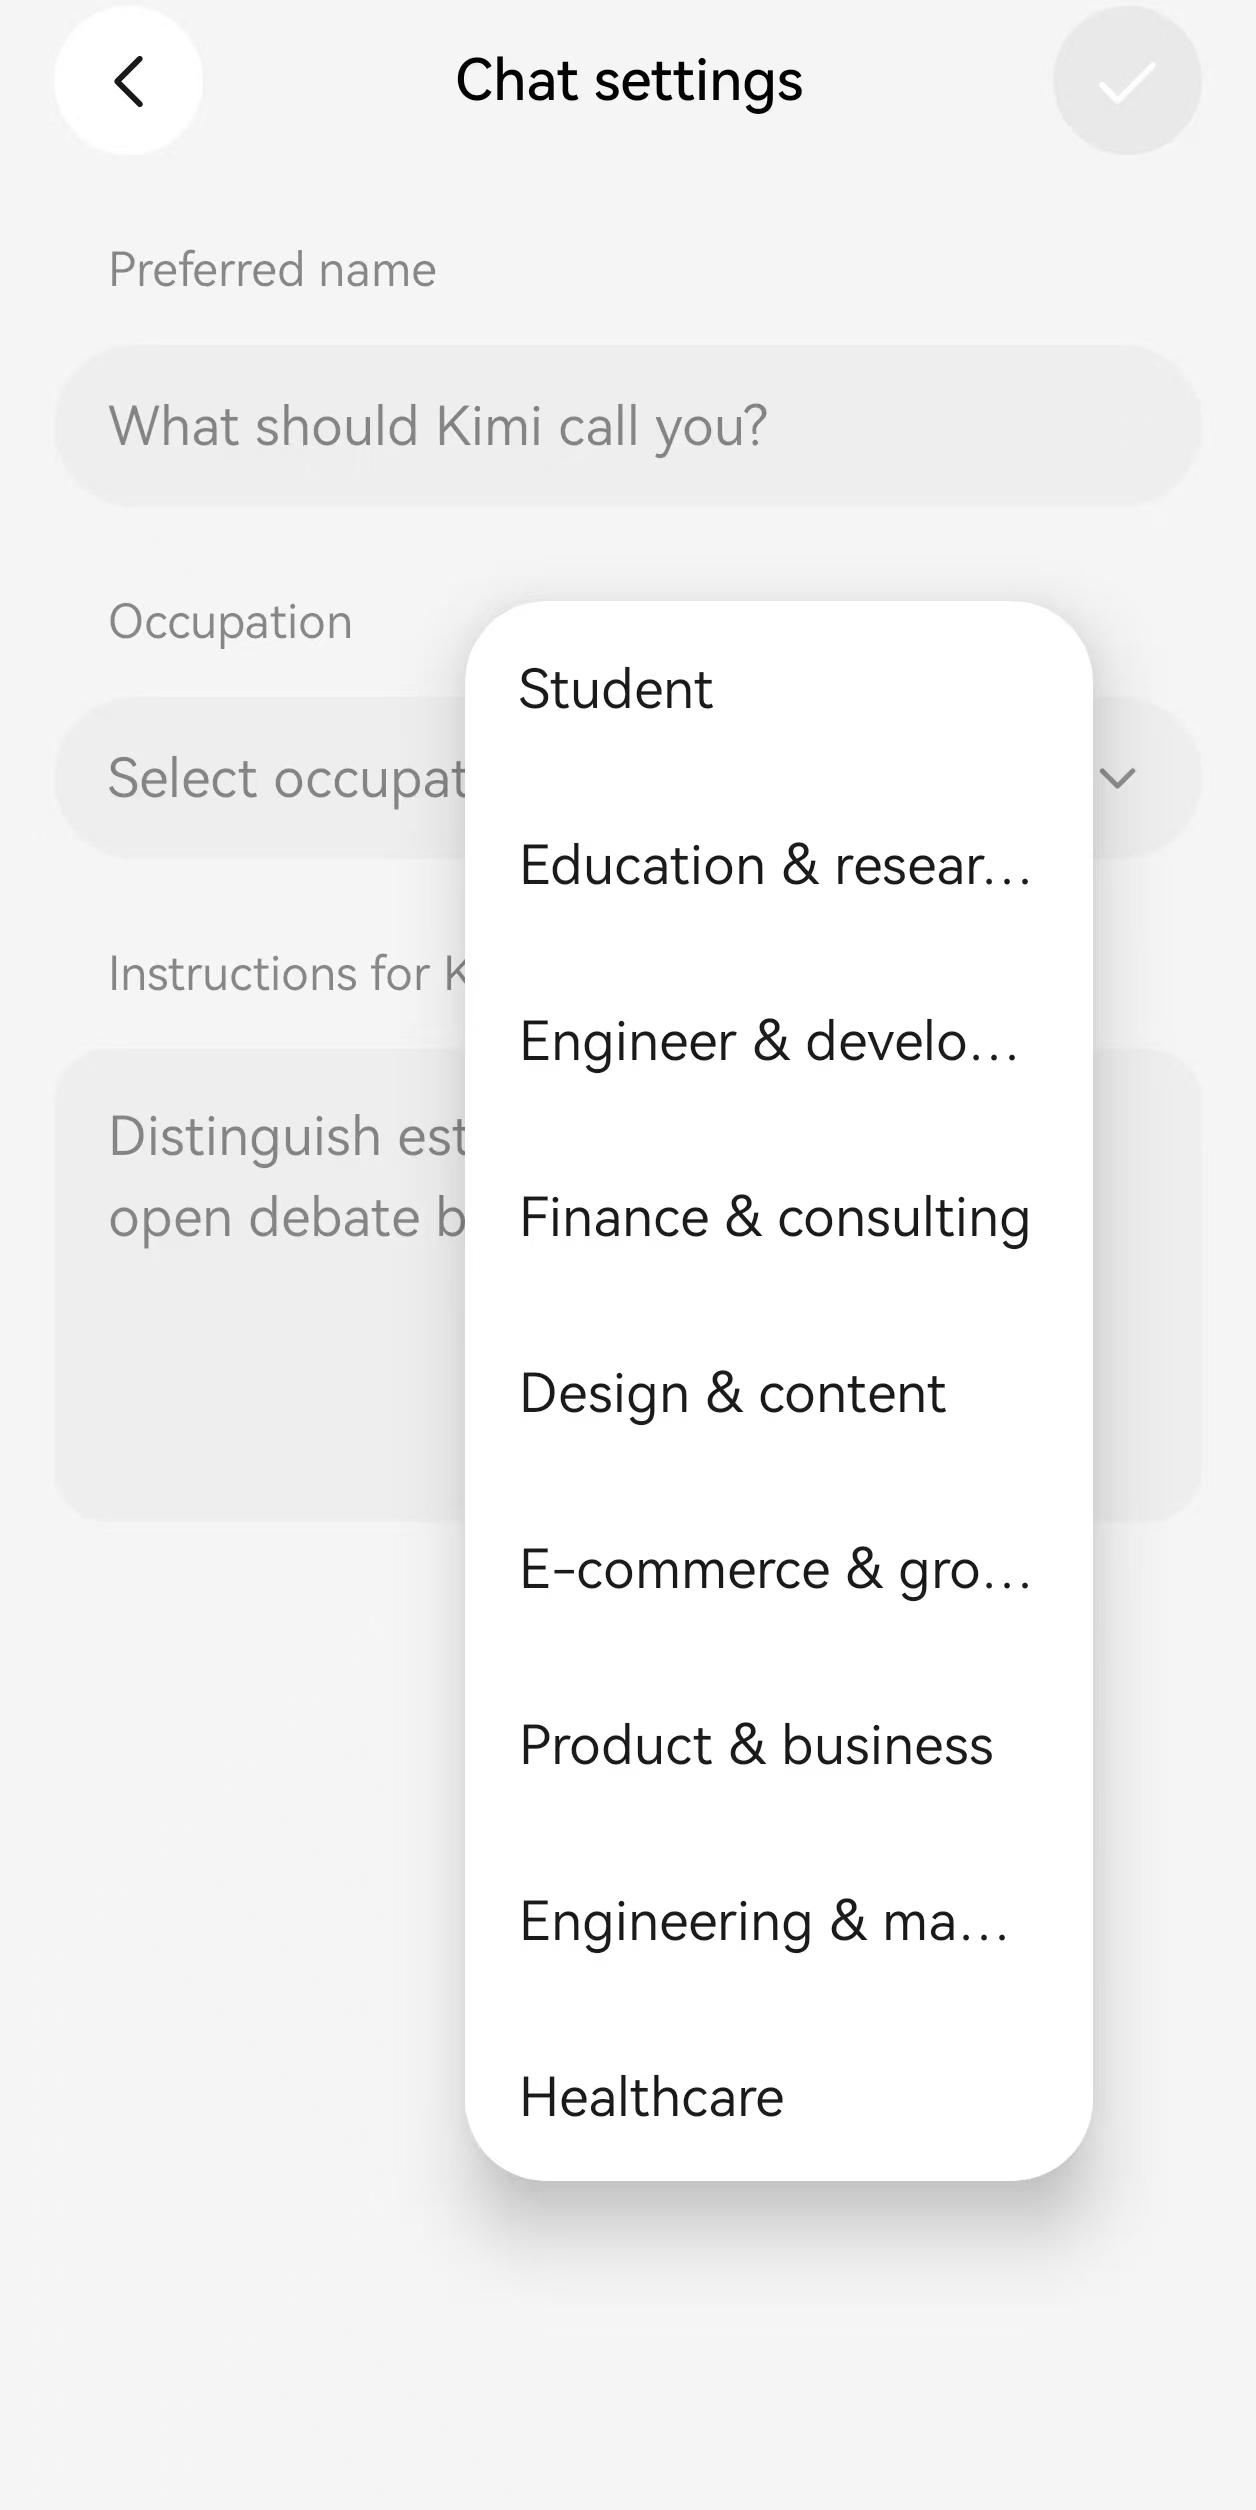 Chat settings
Preferred name
What should Kimi call you?
Occupation
Select occupat
Instructions for K
Distinguish est
open debate b
Student
Education & resear...
Engineer & develo...
Finance & consulting
Design & content
E-commerce & gro...
Product & business
Engineering & ma...
Healthcare